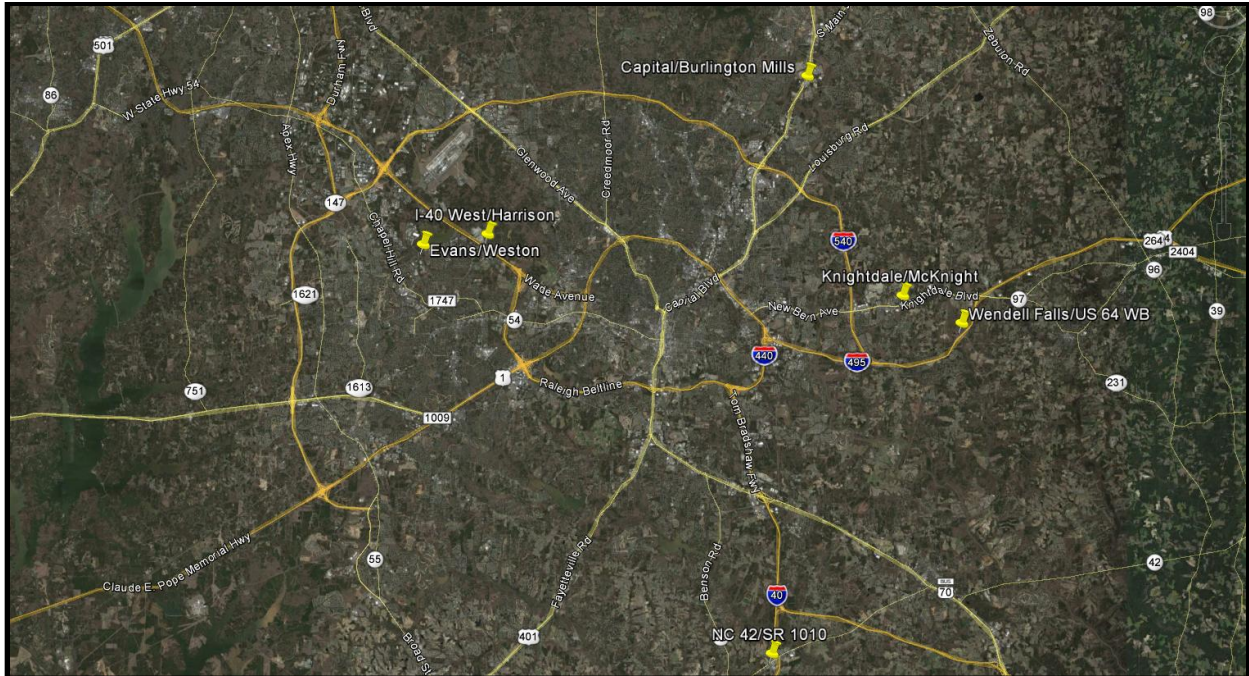 98
501
Blvd
S Main S
Zebulon Rd
Capital/Burlington Mills
86
W State Hwy 54
Durham Fwy
Apex Hwy
Glenwood Ave
Creedmoor Rd
Louisburg Rd
147
I-40 West/Harrison
Chapel Hill Rd
Evans/Weston
540
264
2404
96
Knightdale/McKnight
Wade Avenue
Capital Blvd
1621
1747
54
New Bern Ave
Knightdale Blvd
97
39
Wendell Falls/US 64 WB
440
495
1
Raleigh Beltline
231
751
1613
1009
Tom Bradshaw Fwy
Claude E. Pope Memorial Hwy
55
Fayetteville Rd
Benson Rd
42
40
BUS
70
Broad St
401
NC 42/SR 1010